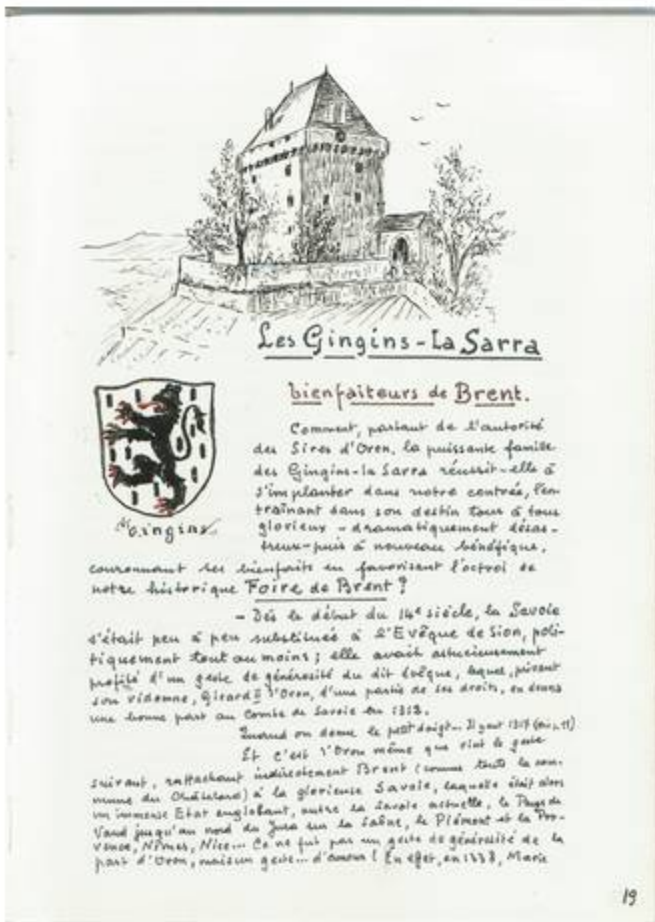 Les Gingins - La Sarra
bienfaiteurs de Brent.
Gingins
Comment, partant de l'autorité
des Sires d'Oron, la puissante famille
des Gingins-la Sarra réussit-elle à
s'implanter dans notre contrée, l'en-
traînant dans son destin tour à tour
glorieux - dramatiquement désas-
treux - puis à nouveau bénéfique,
couronnant ses bienfaits en favorisant l'octroi de
notre historique Foire de Brent ?
- Dès le début du 14e siècle, la Savoie
s'était peu à peu substituée à l'Evêque de Sion, poli-
tiquement tout au moins ; elle avait astucieusement
profité d'un geste de générosité du dit évêque, lequel, privant
son vidomne, Girard II d'Oron, d'une partie de ses droits, en
une bonne part au Comte de Savoie en
Quand on donne le petit doigt...
Et c'est d'Oron même que vint le geste
suivant, rattachant indirectement Brent (comme toute la com-
mune du Châtelard) à la glorieuse Savoie, laquelle était alors
un immense Etat englobant, outre la Savoie actuelle, le Pays de
Vaud jusqu'au nord du Jura sur la Saône, le Piémont et la Pro-
vence, Nîmes, Nice... Ce ne fut pas un geste de générosité de la
part d'Oron, mais un geste... d'amour ! En effet, en 1338, Marie
19